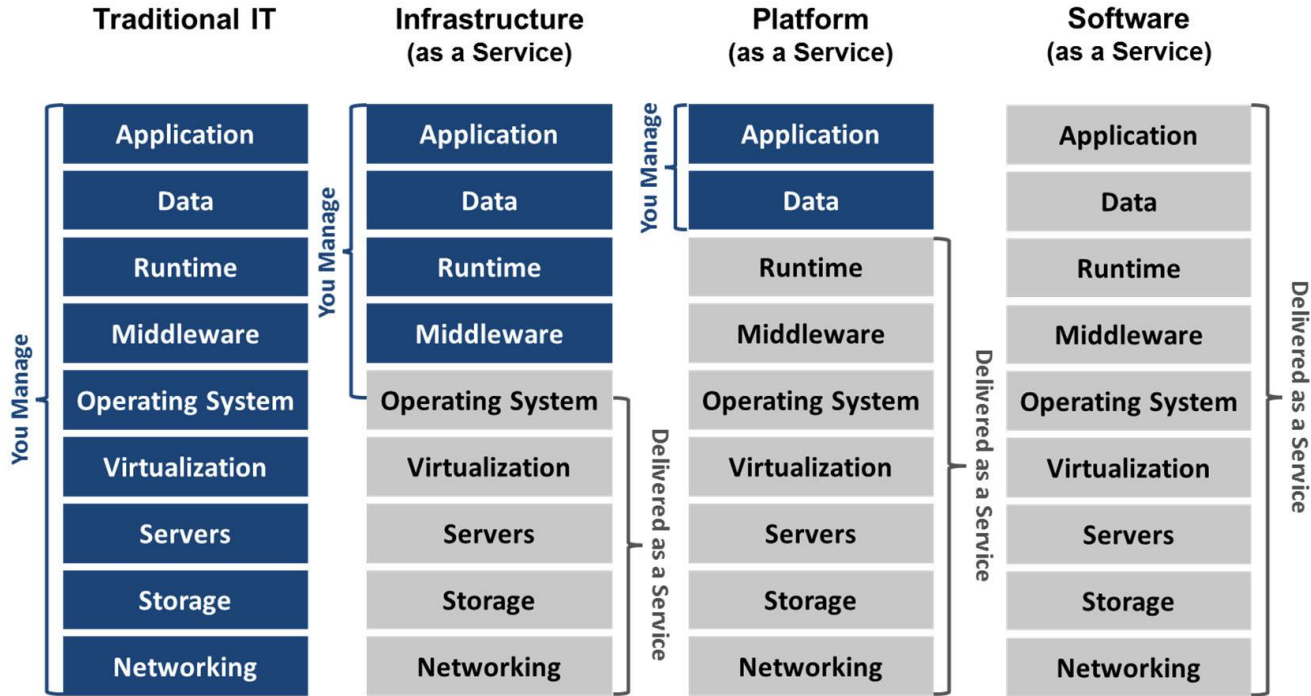 Traditional IT
Infrastructure
(as a Service)
Platform
(as a Service)
Software
(as a Service)
You Manage
Application
Data
Runtime
Middleware
Operating System
Virtualization
Servers
Storage
Networking
You Manage
Application
Data
Runtime
Middleware
Operating System
Virtualization
Servers
Storage
Networking
Delivered as a Service
You Manage
Application
Data
Runtime
Middleware
Operating System
Virtualization
Servers
Storage
Networking
Delivered as a Service
Application
Data
Runtime
Middleware
Operating System
Virtualization
Servers
Storage
Networking
Delivered as a Service